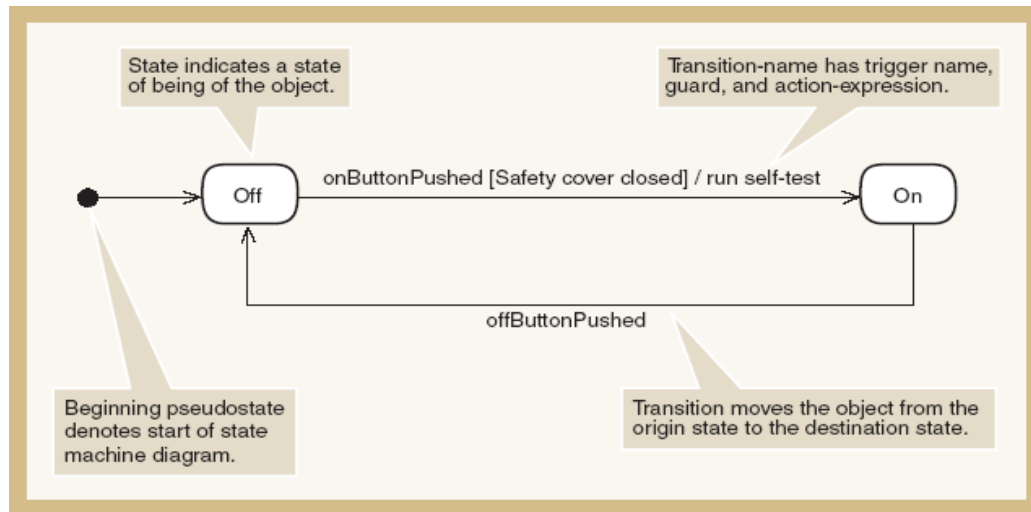 State indicates a state
of being of the object.
Transition-name has trigger name,
guard, and action-expression.
onButtonPushed [Safety cover closed] / run self-test
Off
On
offButtonPushed
Beginning pseudostate
denotes start of state
machine diagram.
Transition moves the object from the
origin state to the destination state.